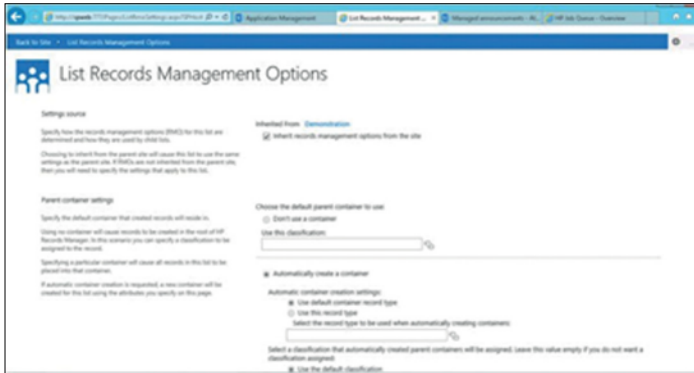 Application Management
List Records Management ...
Managed announcements - AL...
HP Job Queue - Overview
Back to Site • List Records Management Options
List Records Management Options
Settings source
Specify how the records management options (RMO) for this list are
determined and how they are used by child lists.
Choosing to inherit from the parent site will cause this list to use the same
settings as the parent site. If RMOs are not inherited from the parent site,
then you will need to specify the settings that apply to this list.
Inherited from Demonstration
Inherit records management options from the site
Parent container settings
Specify the default container that created records will reside in.
Using no container will cause records to be created in the root of HP
Records Manager. In this scenario you can specify a classification to be
assigned to the record.
Specifying a particular container will cause all records in this list to be
placed into that container.
If automatic container creation is requested, a new container will be
created for this list using the attributes you specify on this page.
Choose the default parent container to use:
Don't use a container
Use this classification:
Automatically create a container
Automatic container creation settings:
Use default container record type
Use this record type
Select the record type to be used when automatically creating containers:
Select a classification that automatically created parent containers will be assigned. Leave this value empty if you do not want a
classification assigned:
Use the default classification